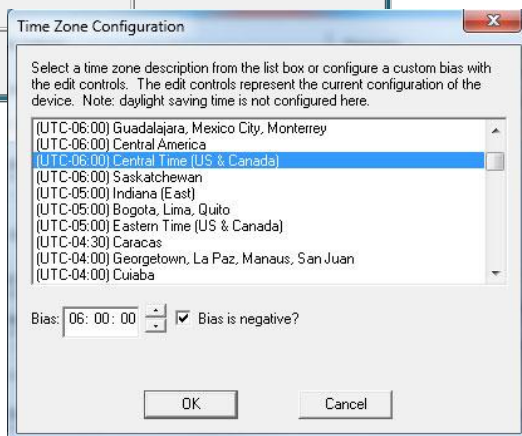 Time Zone Configuration
X
Select a time zone description from the list box or configure a custom bias with
the edit controls. The edit controls represent the current configuration of the
device. Note: daylight saving time is not configured here.
(UTC-06:00) Guadalajara, Mexico City, Monterrey
(UTC-06:00) Central America
(UTC-06:00) Central Time (US & Canada)
(UTC-06:00) Saskatchewan
(UTC-05:00) Indiana (East)
(UTC-05:00) Bogota, Lima, Quito
(UTC-05:00) Eastern Time (US & Canada)
(UTC-04:30) Caracas
(UTC-04:00) Georgetown, La Paz, Manaus, San Juan
(UTC-04:00) Cuiaba
Bias: 06: 00: 00 Bias is negative?
OK Cancel